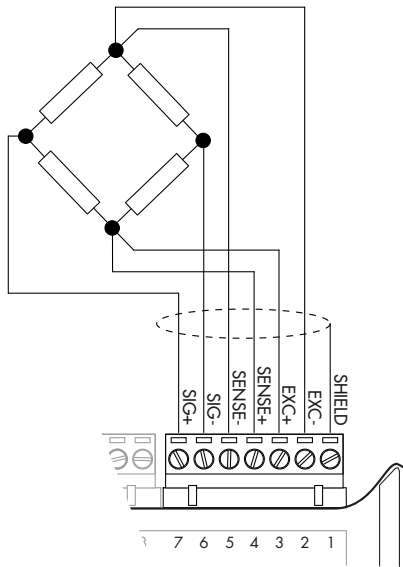 SIG+
SIG-
SENSE-
SENSE+
EXC+
EXC-
SHIELD
7 6 5 4 3 2 1